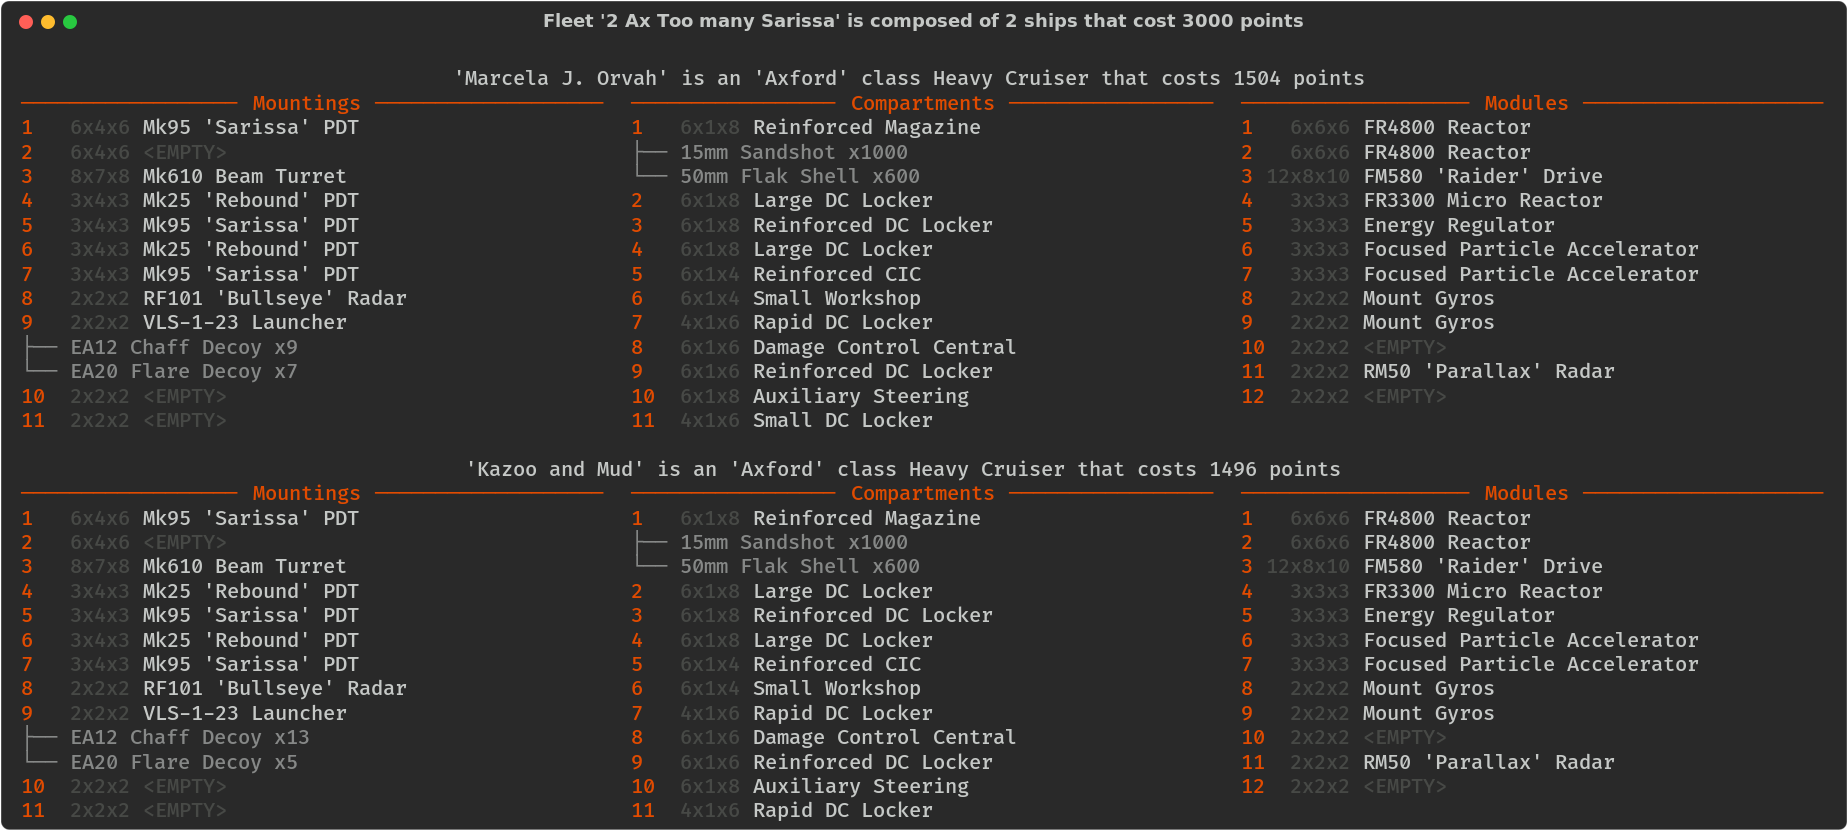 Fleet '2 Ax Too many Sarissa' is composed of 2 ships that cost 3000 points
'Marcela J. Orvah' is an 'Axford' class Heavy Cruiser that costs 1504 points
Mountings Compartments Modules
1 6x4x6 Mk95 'Sarissa' PDT 1 6x1x8 Reinforced Magazine 1 6x6x6 FR4800 Reactor
2 6x4x6 <EMPTY> 15mm Sandshot x1000 2 6x6x6 FR4800 Reactor
3 8x7x8 Mk610 Beam Turret 50mm Flak Shell x600 3 12x8x10 FM580 'Raider' Drive
4 3x4x3 Mk25 'Rebound' PDT 2 6x1x8 Large DC Locker 4 3x3x3 FR3300 Micro Reactor
5 3x4x3 Mk95 'Sarissa' PDT 3 6x1x8 Reinforced DC Locker 5 3x3x3 Energy Regulator
6 3x4x3 Mk25 'Rebound' PDT 4 6x1x8 Large DC Locker 6 3x3x3 Focused Particle Accelerator
7 3x4x3 Mk95 'Sarissa' PDT 5 6x1x4 Reinforced CIC 7 3x3x3 Focused Particle Accelerator
8 2x2x2 RF101 'Bullseye' Radar 6 6x1x4 Small Workshop 8 2x2x2 Mount Gyros
9 2x2x2 VLS-1-23 Launcher 7 4x1x6 Rapid DC Locker 9 2x2x2 Mount Gyros
EA12 Chaff Decoy x9 8 6x1x6 Damage Control Central 10 2x2x2 <EMPTY>
EA20 Flare Decoy x7 9 6x1x6 Reinforced DC Locker 11 2x2x2 RM50 'Parallax' Radar
10 2x2x2 <EMPTY> 10 6x1x8 Auxiliary Steering 12 2x2x2 <EMPTY>
11 2x2x2 <EMPTY> 11 4x1x6 Small DC Locker
'Kazoo and Mud' is an 'Axford' class Heavy Cruiser that costs 1496 points
Mountings Compartments Modules
1 6x4x6 Mk95 'Sarissa' PDT 1 6x1x8 Reinforced Magazine 1 6x6x6 FR4800 Reactor
2 6x4x6 <EMPTY> 15mm Sandshot x1000 2 6x6x6 FR4800 Reactor
3 8x7x8 Mk610 Beam Turret 50mm Flak Shell x600 3 12x8x10 FM580 'Raider' Drive
4 3x4x3 Mk25 'Rebound' PDT 2 6x1x8 Large DC Locker 4 3x3x3 FR3300 Micro Reactor
5 3x4x3 Mk95 'Sarissa' PDT 3 6x1x8 Reinforced DC Locker 5 3x3x3 Energy Regulator
6 3x4x3 Mk25 'Rebound' PDT 4 6x1x8 Large DC Locker 6 3x3x3 Focused Particle Accelerator
7 3x4x3 Mk95 'Sarissa' PDT 5 6x1x4 Reinforced CIC 7 3x3x3 Focused Particle Accelerator
8 2x2x2 RF101 'Bullseye' Radar 6 6x1x4 Small Workshop 8 2x2x2 Mount Gyros
9 2x2x2 VLS-1-23 Launcher 7 4x1x6 Rapid DC Locker 9 2x2x2 Mount Gyros
EA12 Chaff Decoy x13 8 6x1x6 Damage Control Central 10 2x2x2 <EMPTY>
EA20 Flare Decoy x5 9 6x1x6 Reinforced DC Locker 11 2x2x2 RM50 'Parallax' Radar
10 2x2x2 <EMPTY> 10 6x1x8 Auxiliary Steering 12 2x2x2 <EMPTY>
11 2x2x2 <EMPTY> 11 4x1x6 Rapid DC Locker